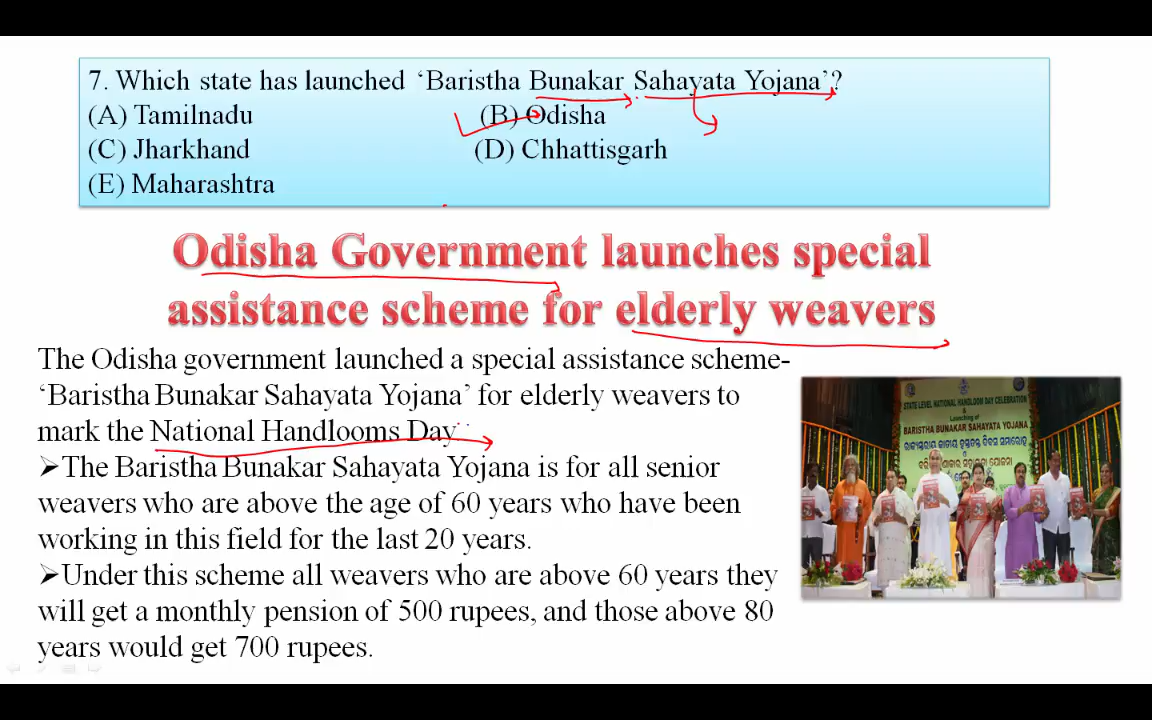 7. Which state has launched ‘Baristha Bunakar Sahayata Yojana’?
(A) Tamilnadu (B) Odisha
(C) Jharkhand (D) Chhattisgarh
(E) Maharashtra
Odisha Government launches special
assistance scheme for elderly weavers
The Odisha government launched a special assistance scheme-
‘Baristha Bunakar Sahayata Yojana’ for elderly weavers to
mark the National Handlooms Day.
➢The Baristha Bunakar Sahayata Yojana is for all senior
weavers who are above the age of 60 years who have been
working in this field for the last 20 years.
➢Under this scheme all weavers who are above 60 years they
will get a monthly pension of 500 rupees, and those above 80
years would get 700 rupees.
STATE LEVEL NATIONAL HANDLOOM DAY CELEBRATION
&
Launching of
BARISTHA BUNAKAR SAHAYATA YOJANA